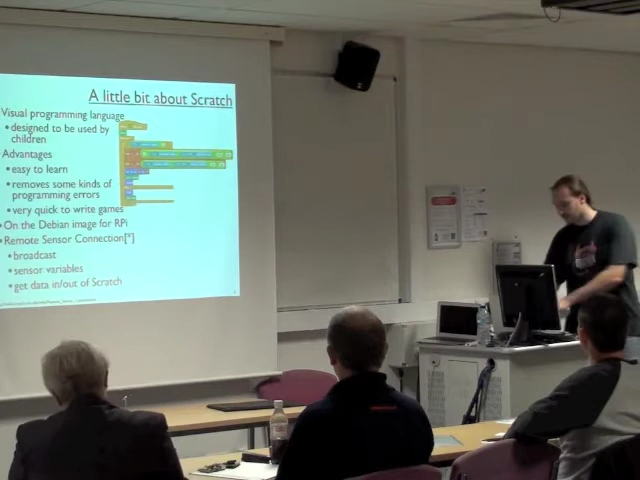 A little bit about Scratch
Visual programming language
• designed to be used by
children
Advantages
• easy to learn
• removes some kinds of
programming errors
• very quick to write games
• On the Debian image for RPi
• Remote Sensor Connection[*]
• broadcast
• sensor variables
• get data in/out of Scratch